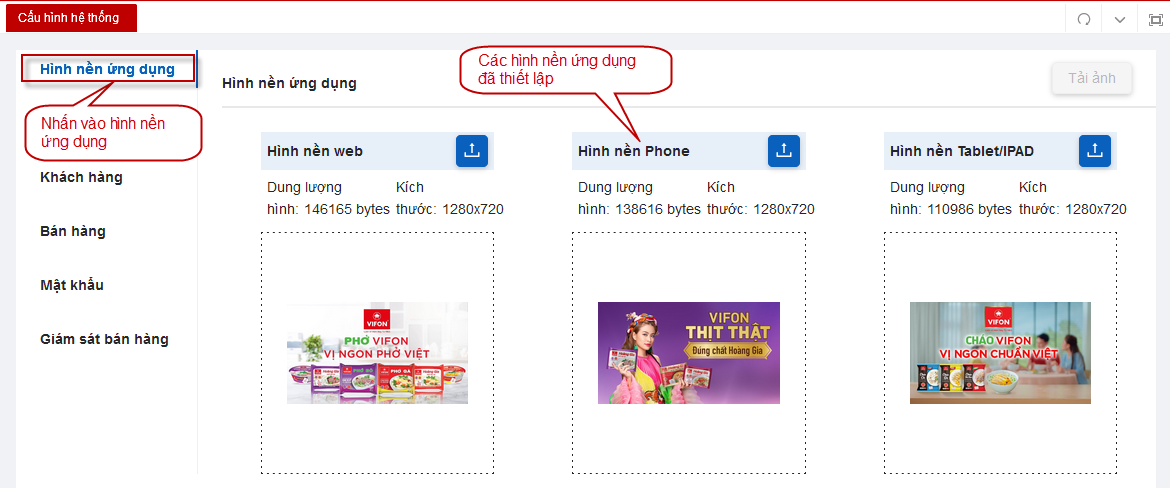 Cấu hình hệ thống
Hình nền ứng dụng
Nhấn vào hình nền
ứng dụng
Khách hàng
Bán hàng
Mật khẩu
Giám sát bán hàng
Hình nền ứng dụng
Các hình nền ứng dụng
đã thiết lập
Tải ảnh
Hình nền web
Dung lượng
hình: 146165 bytes
Kích
thước: 1280x720
VIFON
PHỞ VIFON
VỊ NGON PHỞ VIỆT
Hình nền Phone
Dung lượng
hình: 138616 bytes
Kích
thước: 1280x720
VIFON
THỊT THẬT
Đúng chất Hoàng Gia
Hình nền Tablet/IPAD
Dung lượng
hình: 110986 bytes
Kích
thước: 1280x720
VIFON
CHÁO VIFON
VỊ NGON CHUẨN VIỆT